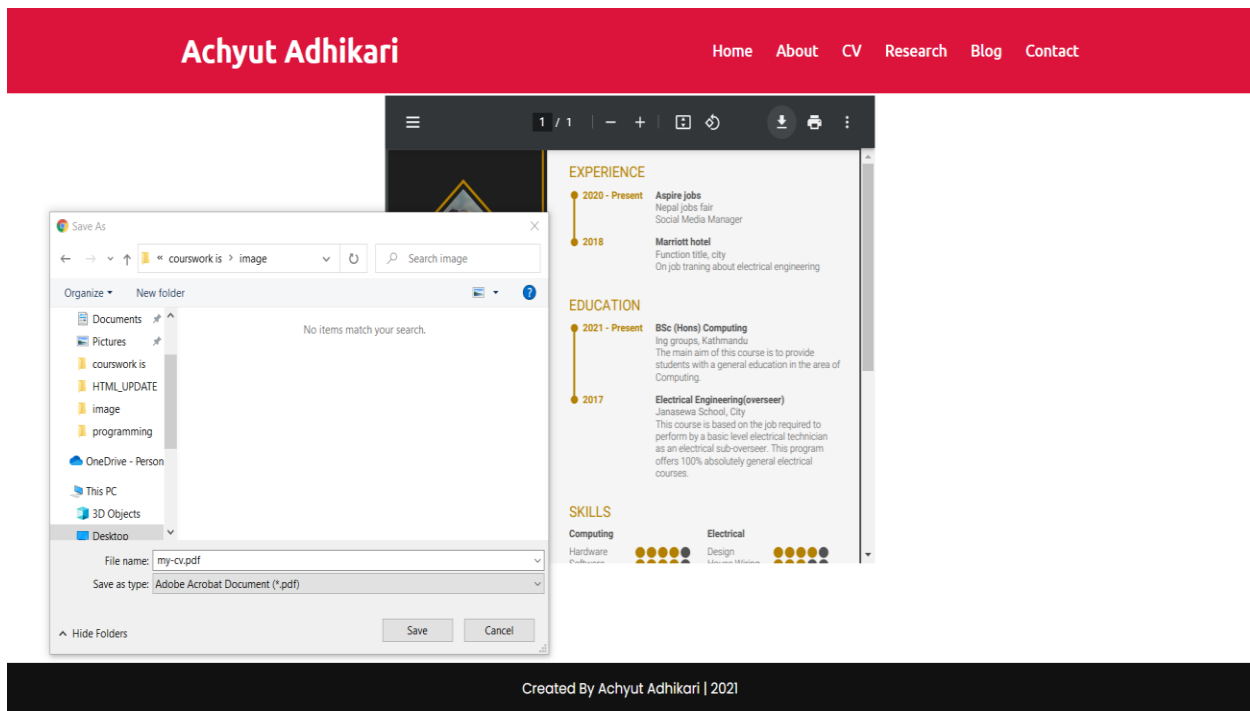 Achyut Adhikari
Home About CV Research Blog Contact
1 / 1
EXPERIENCE
2020 - Present Aspire jobs
Nepal jobs fair
Social Media Manager
2018 Marriott hotel
Function title, city
On job traning about electrical engineering
EDUCATION
2021 - Present BSc (Hons) Computing
Ing groups, Kathmandu
The main aim of this course is to provide
students with a general education in the area of
Computing.
2017 Electrical Engineering(overseer)
Janasewa School, City
This course is based on the job required to
perform by a basic level electrical technician
as an electrical sub-overseer. This program
offers 100% absolutely general electrical
courses.
SKILLS
Computing Electrical
Hardware Design
Software House Wiring
Save As
« courswork is > image Search image
Organize New folder
Documents
Pictures
courswork is
HTML_UPDATE
image
programming
OneDrive - Person
This PC
3D Objects
Desktop
No items match your search.
File name: my-cv.pdf
Save as type: Adobe Acrobat Document (*.pdf)
Hide Folders Save Cancel
Created By Achyut Adhikari | 2021